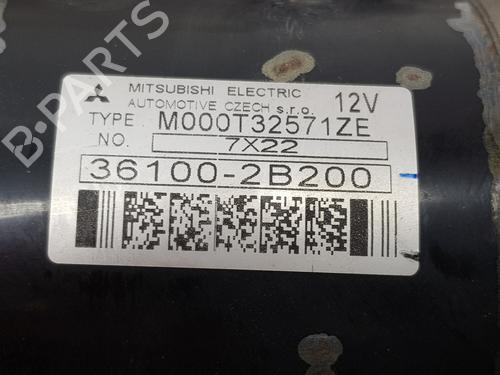 MITSUBISHI ELECTRIC
AUTOMOTIVE CZECH s.r.o. 12V
TYPE M000T32571ZE
NO. 7X22
36100-2B200
B-PARTS